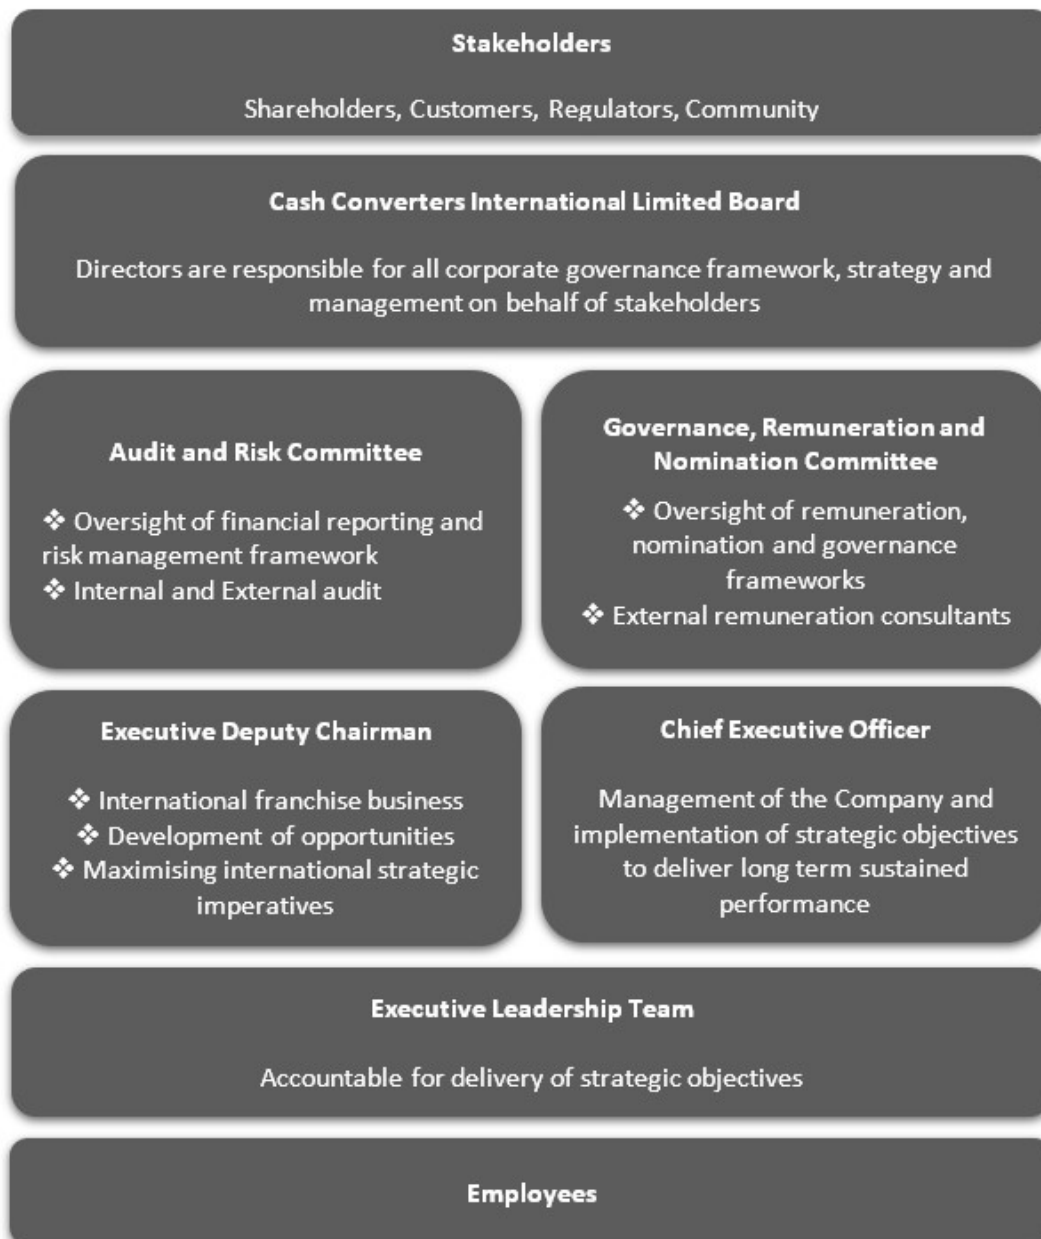 Stakeholders
Shareholders, Customers, Regulators, Community
Cash Converters International Limited Board
Directors are responsible for all corporate governance framework, strategy and
management on behalf of stakeholders
Audit and Risk Committee
❖ Oversight of financial reporting and
risk management framework
❖ Internal and External audit
Governance, Remuneration and
Nomination Committee
❖ Oversight of remuneration,
nomination and governance
frameworks
❖ External remuneration consultants
Executive Deputy Chairman
❖ International franchise business
❖ Development of opportunities
❖ Maximising international strategic
imperatives
Chief Executive Officer
Management of the Company and
implementation of strategic objectives
to deliver long term sustained
performance
Executive Leadership Team
Accountable for delivery of strategic objectives
Employees